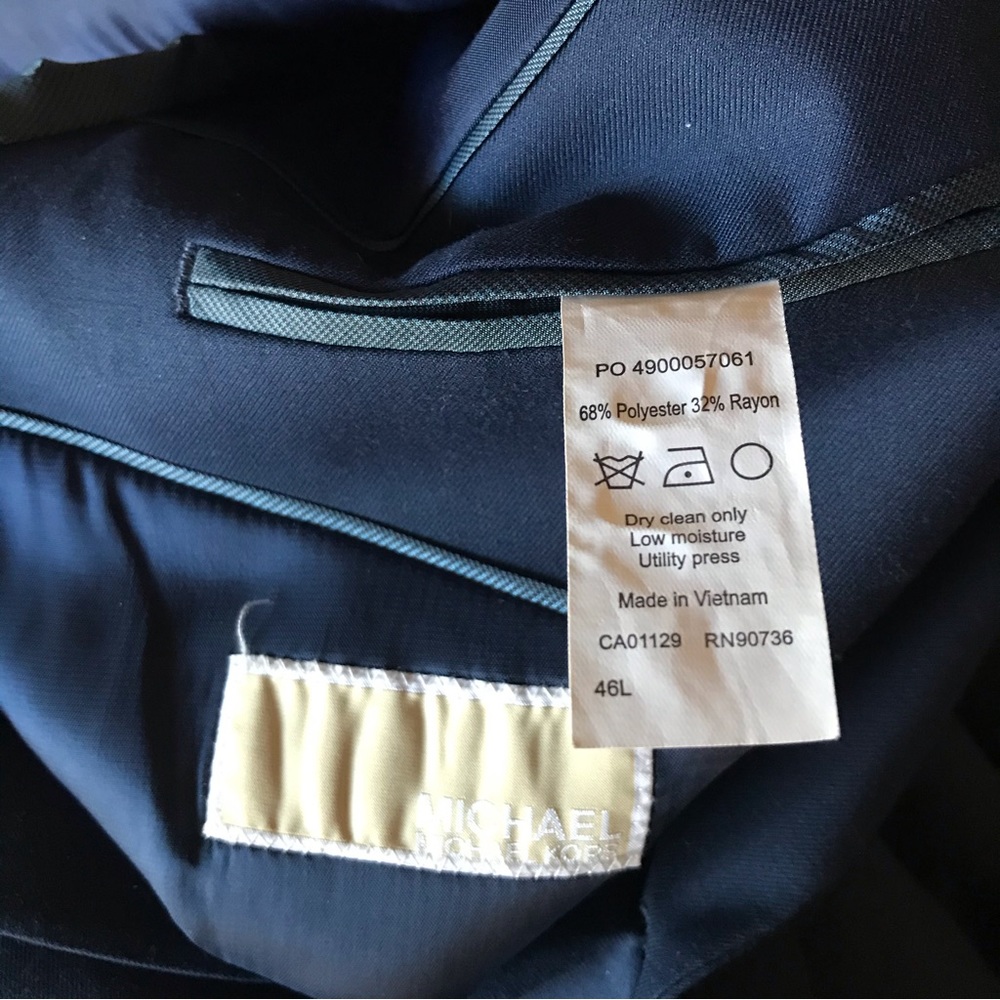 PO 4900057061
68% Polyester 32% Rayon
Dry clean only
Low moisture
Utility press
Made in Vietnam
CA01129 RN90736
46L
MICHAEL
MICHAEL KORS